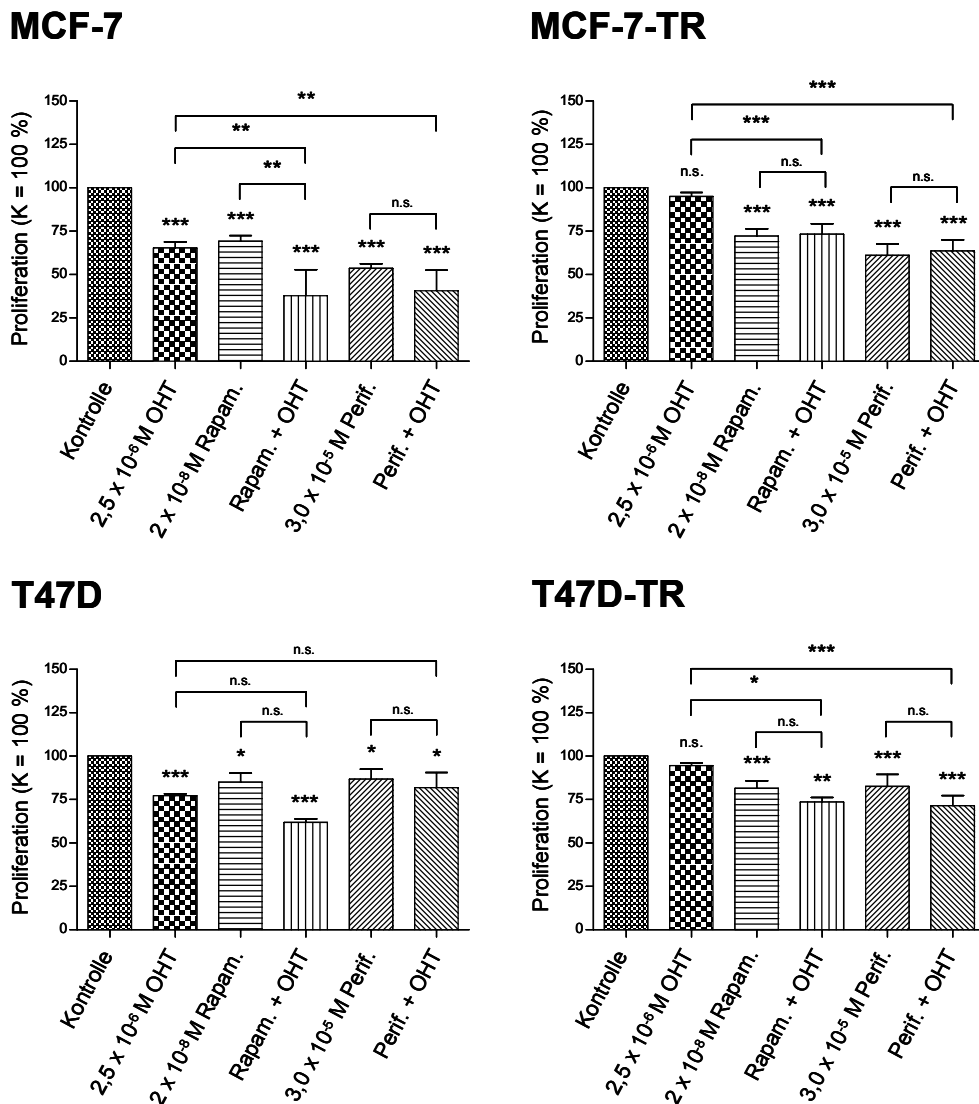 MCF-7
**
**
**
n.s.
***
***
***
***
***
Proliferation (K = 100 %)
150
125
100
75
50
25
0
Kontrolle
2,5 x 10⁻⁶ M OHT
2 x 10⁻⁸ M Rapam.
Rapam. + OHT
3,0 x 10⁻⁵ M Perif.
Perif. + OHT
MCF-7-TR
***
***
n.s.
n.s.
n.s.
***
***
***
***
Proliferation (K = 100 %)
150
125
100
75
50
25
0
Kontrolle
2,5 x 10⁻⁶ M OHT
2 x 10⁻⁸ M Rapam.
Rapam. + OHT
3,0 x 10⁻⁵ M Perif.
Perif. + OHT
T47D
n.s.
n.s.
n.s.
n.s.
***
*
***
*
*
Proliferation (K = 100 %)
150
125
100
75
50
25
0
Kontrolle
2,5 x 10⁻⁶ M OHT
2 x 10⁻⁸ M Rapam.
Rapam. + OHT
3,0 x 10⁻⁵ M Perif.
Perif. + OHT
T47D-TR
***
*
n.s.
n.s.
n.s.
***
**
***
***
Proliferation (K = 100 %)
150
125
100
75
50
25
0
Kontrolle
2,5 x 10⁻⁶ M OHT
2 x 10⁻⁸ M Rapam.
Rapam. + OHT
3,0 x 10⁻⁵ M Perif.
Perif. + OHT